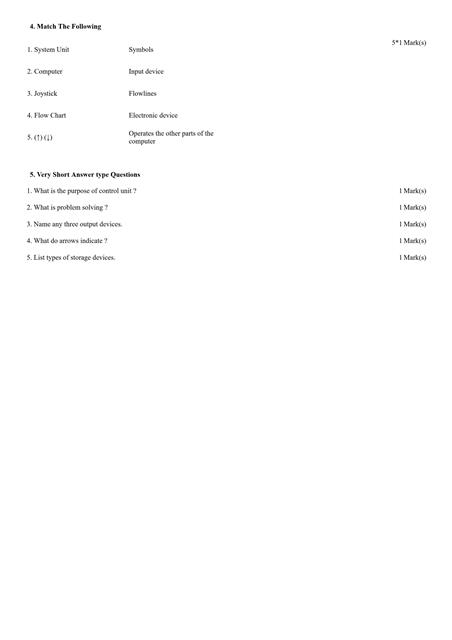 4. Match The Following
5*1 Mark(s)
1. System Unit Symbols
2. Computer Input device
3. Joystick Flowlines
4. Flow Chart Electronic device
5. (↑) (↓) Operates the other parts of the
computer
5. Very Short Answer type Questions
1. What is the purpose of control unit ? 1 Mark(s)
2. What is problem solving ? 1 Mark(s)
3. Name any three output devices. 1 Mark(s)
4. What do arrows indicate ? 1 Mark(s)
5. List types of storage devices. 1 Mark(s)